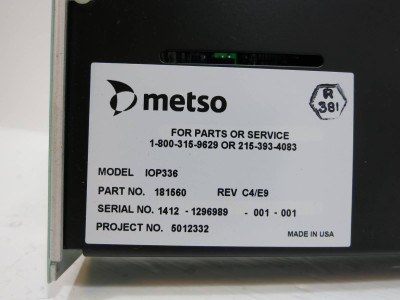 metso
R
381
FOR PARTS OR SERVICE
1-800-315-9629 OR 215-393-4083
MODEL IOP336
PART NO. 181560 REV C4/E9
SERIAL NO. 1412 - 1296989 - 001 - 001
PROJECT NO. 5012332
MADE IN USA